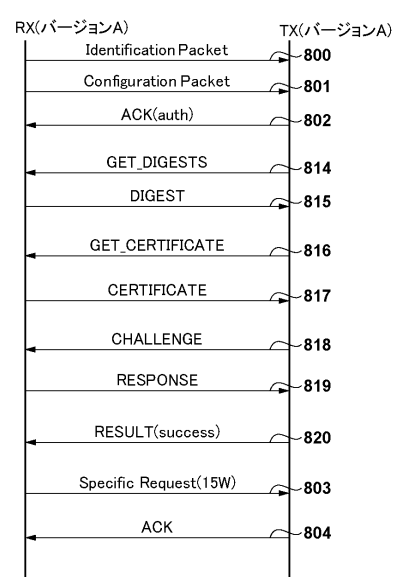 RX(バージョンA) TX(バージョンA)
Identification Packet 800
Configuration Packet 801
ACK(auth) 802
GET_DIGESTS 814
DIGEST 815
GET_CERTIFICATE 816
CERTIFICATE 817
CHALLENGE 818
RESPONSE 819
RESULT(success) 820
Specific Request(15W) 803
ACK 804